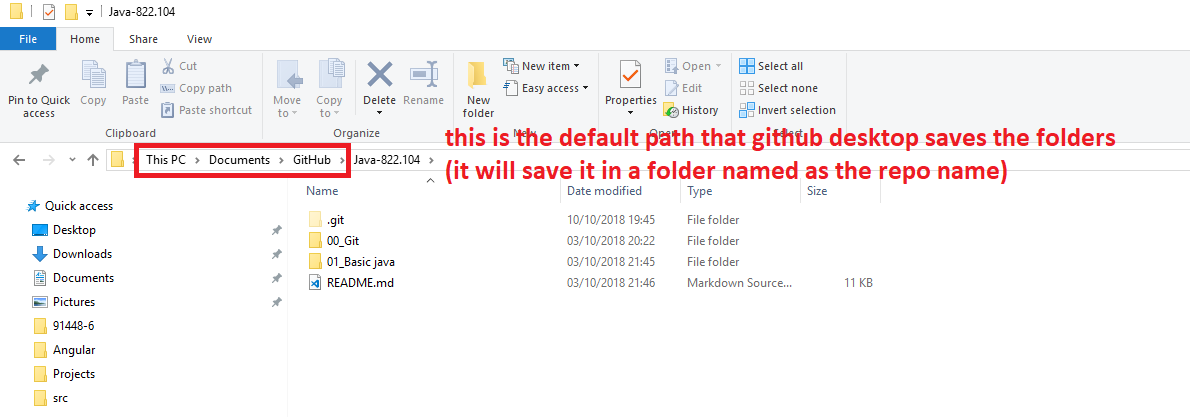 Java-822.104
File Home Share View
Pin to Quick access
Copy
Paste
Cut
Copy path
Paste shortcut
Clipboard
Move to
Copy to
Delete
Rename
Organize
New folder
New item
Easy access
New
Properties
Open
Edit
History
Open
Select all
Select none
Invert selection
Select
this is the default path that github desktop saves the folders
(it will save it in a folder named as the repo name)
This PC > Documents > GitHub > Java-822.104 >
Name Date modified Type Size
Quick access
Desktop
Downloads
Documents
Pictures
91448-6
Angular
Projects
src
.git 10/10/2018 19:45 File folder
00_Git 03/10/2018 20:22 File folder
01_Basic java 03/10/2018 21:45 File folder
README.md 03/10/2018 21:46 Markdown Source... 11 KB